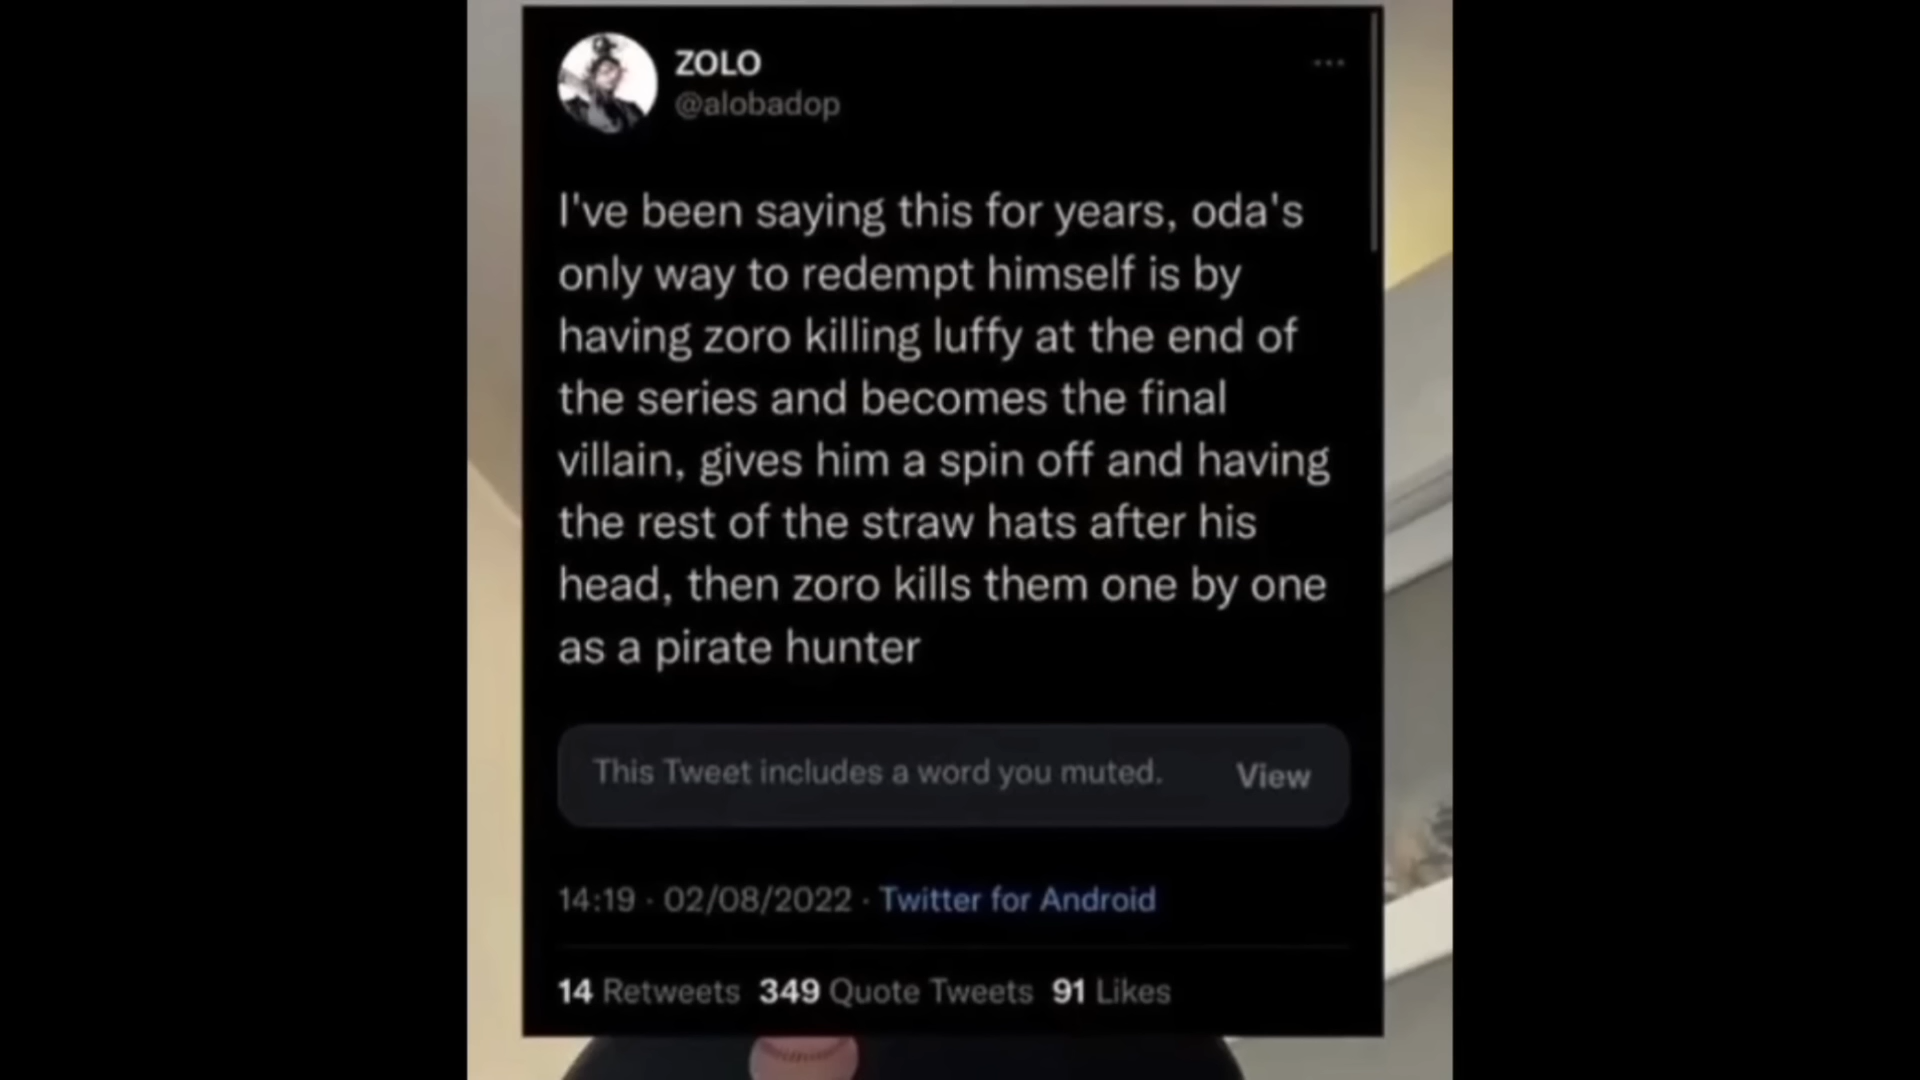 ZOLO
@alobadop
I've been saying this for years, oda's
only way to redempt himself is by
having zoro killing luffy at the end of
the series and becomes the final
villain, gives him a spin off and having
the rest of the straw hats after his
head, then zoro kills them one by one
as a pirate hunter
This Tweet includes a word you muted. View
14:19 · 02/08/2022 · Twitter for Android
14 Retweets 349 Quote Tweets 91 Likes